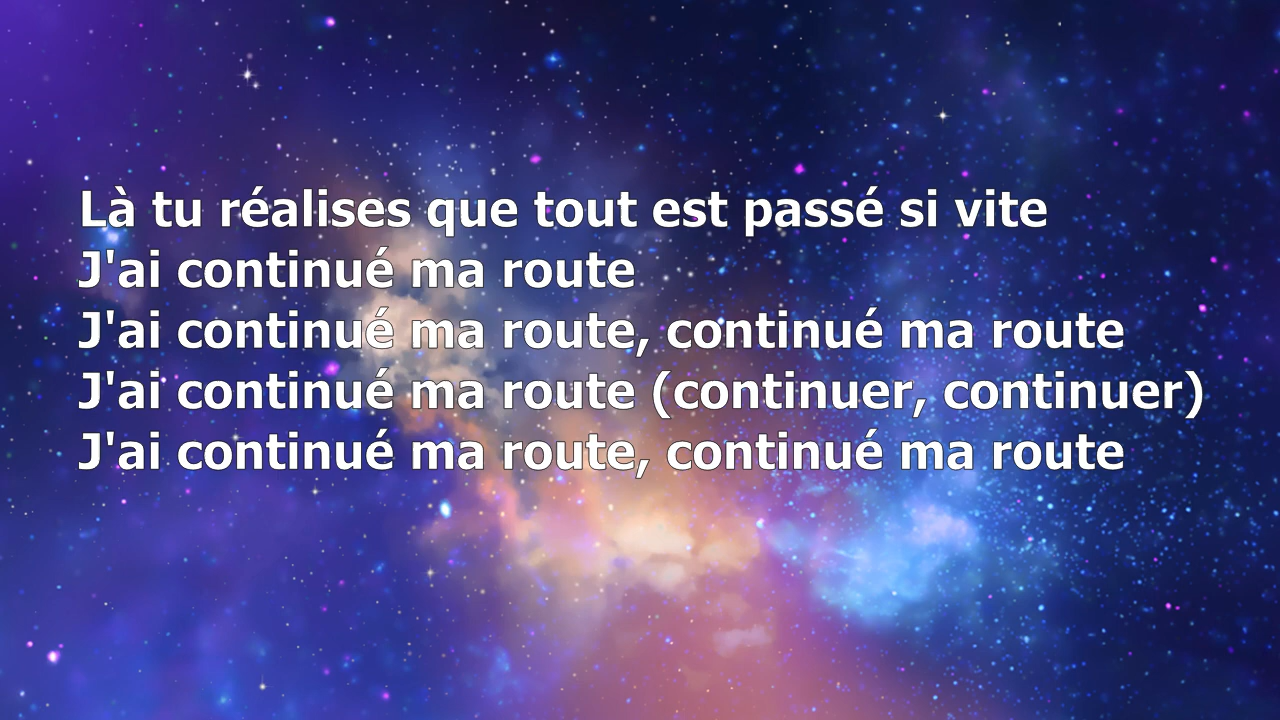 Là tu réalises que tout est passé si vite
J'ai continué ma route
J'ai continué ma route, continué ma route
J'ai continué ma route (continuer, continuer)
J'ai continué ma route, continué ma route